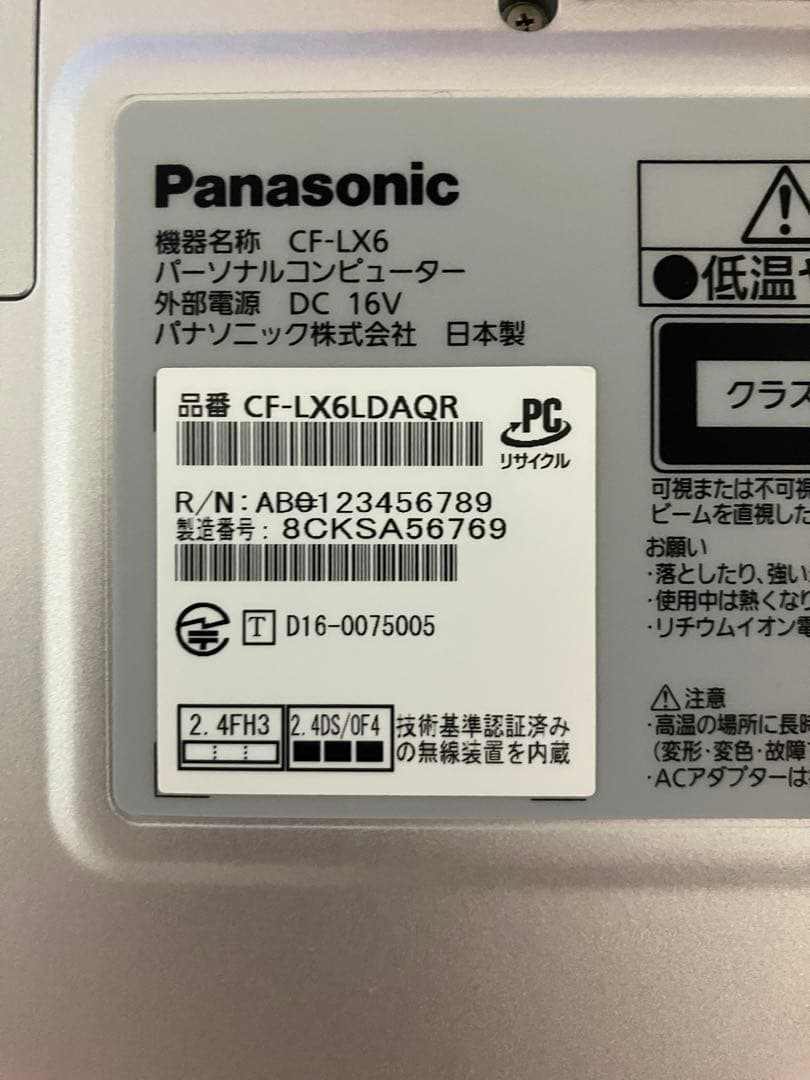 Panasonic
機器名称 CF-LX6
パーソナルコンピューター
外部電源 DC 16V
パナソニック株式会社 日本製
品番 CF-LX6LDAQR
PC
リサイクル
R/N: AB0123456789
製造番号: 8CKSA56769
T D16-0075005
2.4FH3
2.4DS/OF4
技術基準認証済み
の無線装置を内蔵
●低温
クラス
可視または不可視
ビームを直視した
お願い
・落としたり、強い
・使用中は熱くなり
・リチウムイオン電
注意
・高温の場所に長時
(変形・変色・故障
・ACアダプターは